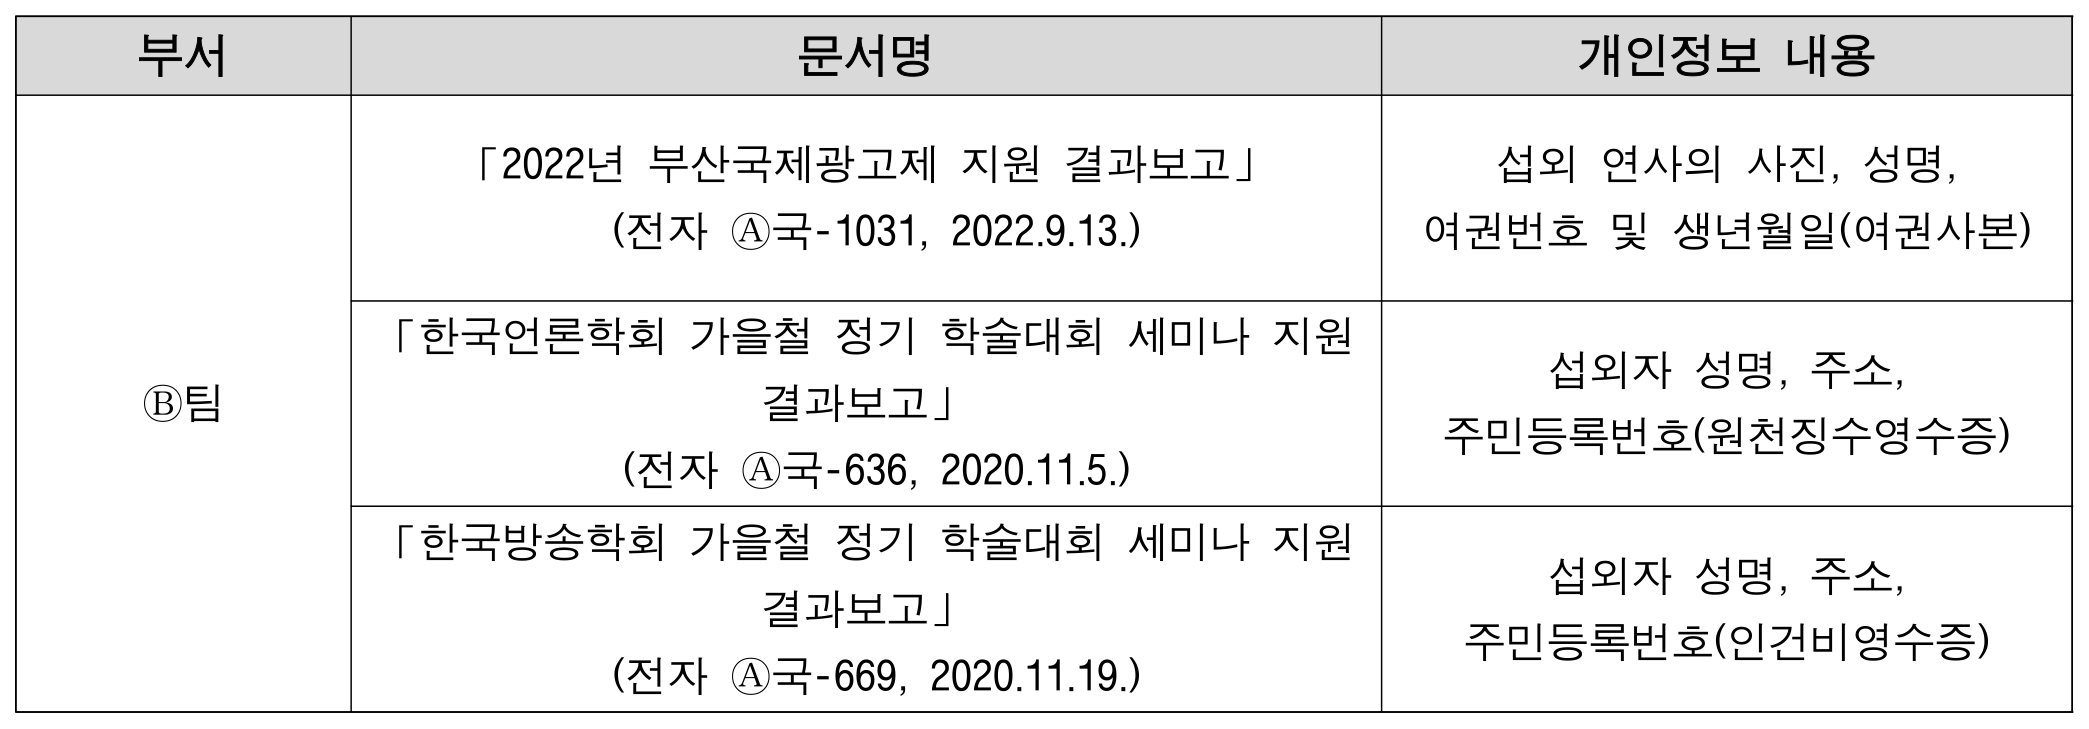 부서 문서명 개인정보 내용
Ⓑ팀
「2022년 부산국제광고제 지원 결과보고」
(전자 Ⓐ국-1031, 2022.9.13.)
섭외 연사의 사진, 성명,
여권번호 및 생년월일(여권사본)
「한국언론학회 가을철 정기 학술대회 세미나 지원
결과보고」
(전자 Ⓐ국-636, 2020.11.5.)
섭외자 성명, 주소,
주민등록번호(원천징수영수증)
「한국방송학회 가을철 정기 학술대회 세미나 지원
결과보고」
(전자 Ⓐ국-669, 2020.11.19.)
섭외자 성명, 주소,
주민등록번호(인건비영수증)